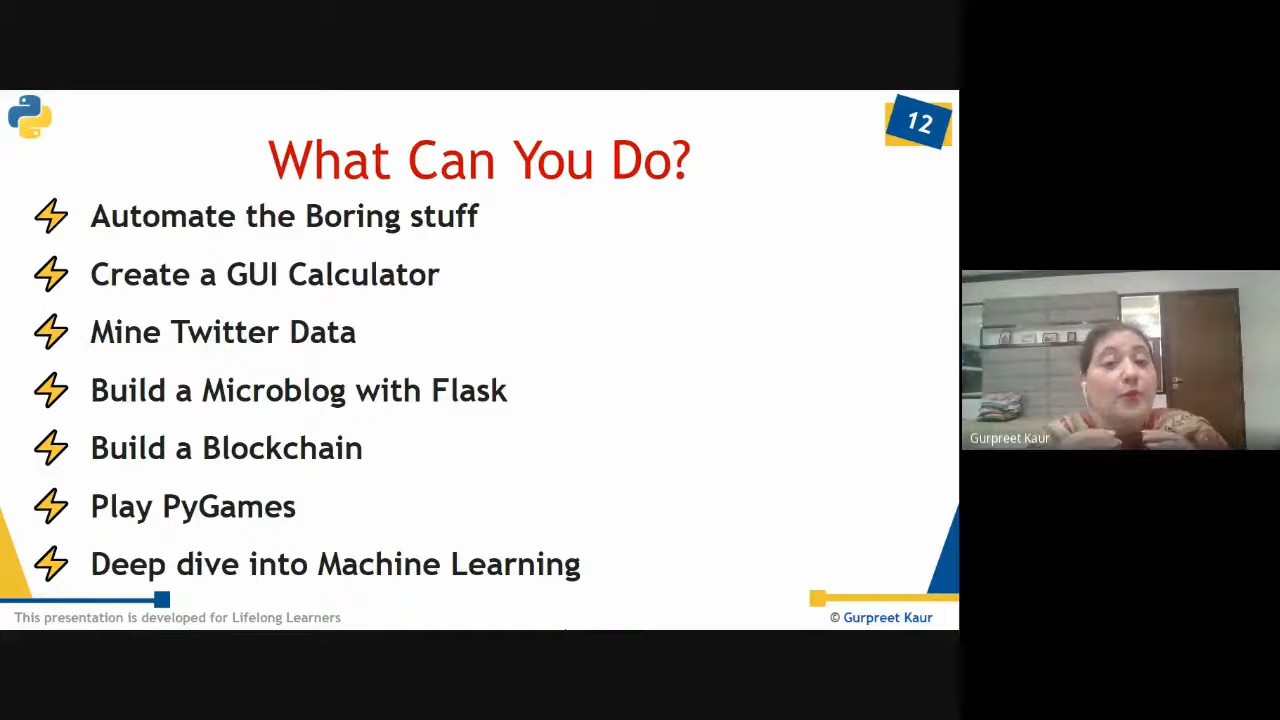 12
What Can You Do?
Automate the Boring stuff
Create a GUI Calculator
Mine Twitter Data
Build a Microblog with Flask
Build a Blockchain
Play PyGames
Deep dive into Machine Learning
This presentation is developed for Lifelong Learners
© Gurpreet Kaur
Gurpreet Kaur